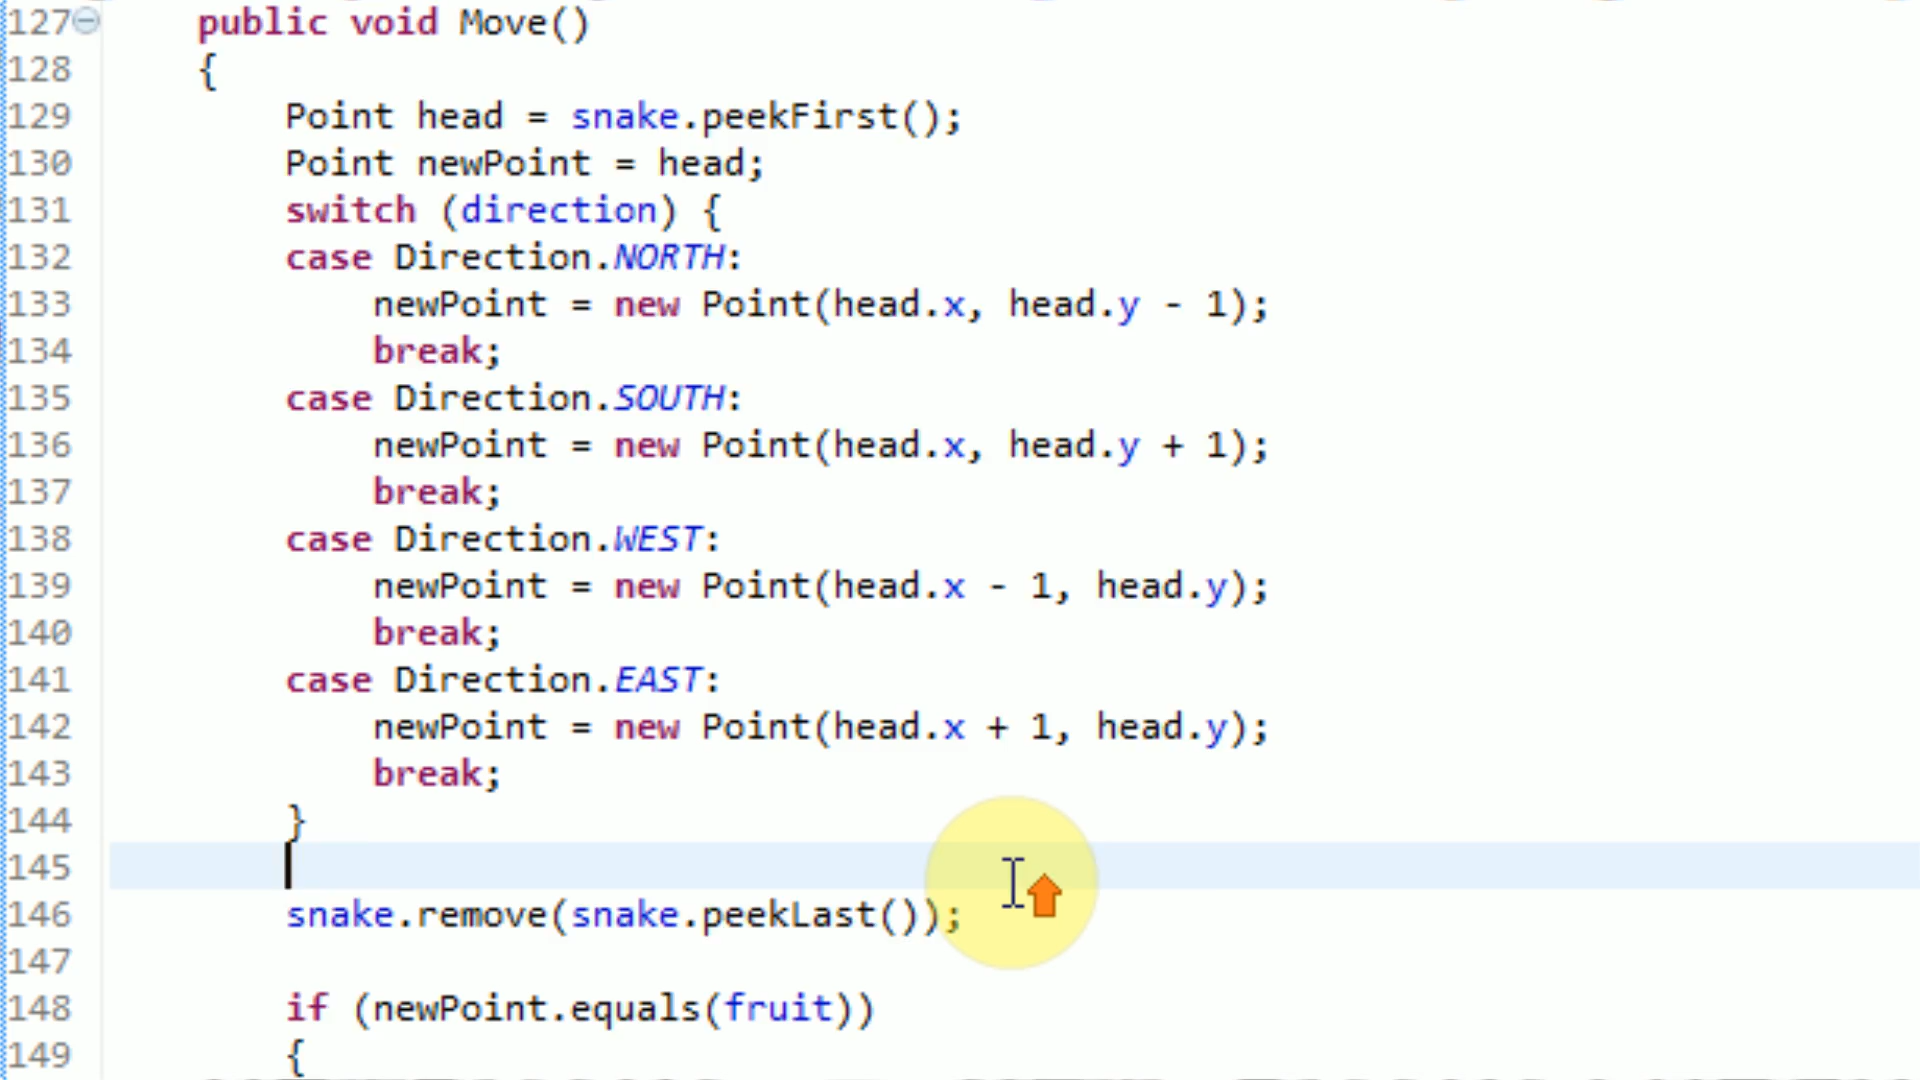 127 public void Move()
128 {
129 Point head = snake.peekFirst();
130 Point newPoint = head;
131 switch (direction) {
132 case Direction.NORTH:
133 newPoint = new Point(head.x, head.y - 1);
134 break;
135 case Direction.SOUTH:
136 newPoint = new Point(head.x, head.y + 1);
137 break;
138 case Direction.WEST:
139 newPoint = new Point(head.x - 1, head.y);
140 break;
141 case Direction.EAST:
142 newPoint = new Point(head.x + 1, head.y);
143 break;
144 }
145
146 snake.remove(snake.peekLast());
147
148 if (newPoint.equals(fruit))
149 {